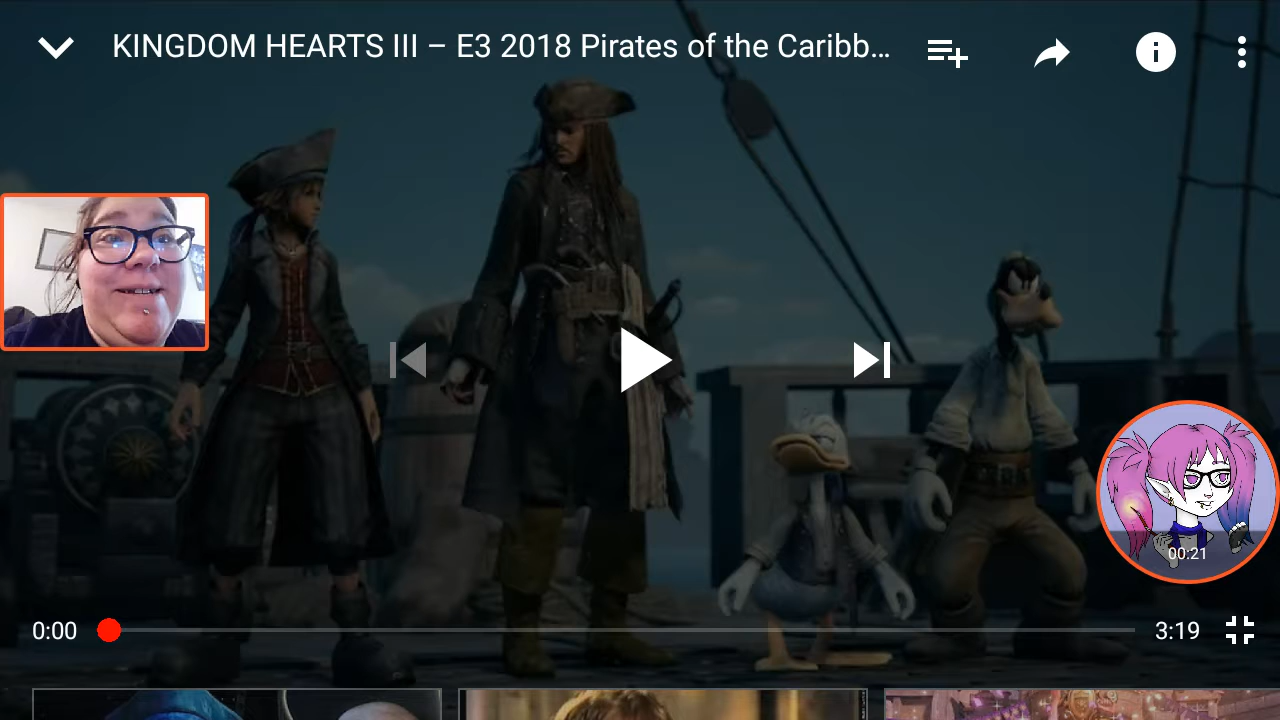 KINGDOM HEARTS III – E3 2018 Pirates of the Caribb...
00:21
0:00
3:19